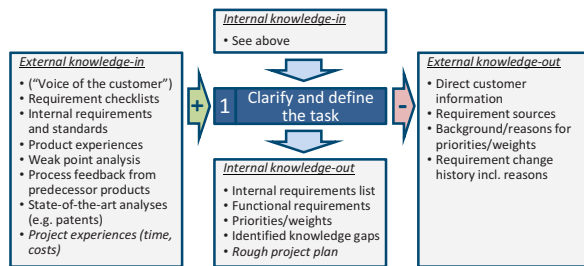 Internal knowledge-in
• See above
External knowledge-in
• ("Voice of the customer")
• Requirement checklists
• Internal requirements
and standards
• Product experiences
• Weak point analysis
• Process feedback from
predecessor products
• State-of-the-art analyses
(e.g. patents)
• Project experiences (time,
costs)
+
1
Clarify and define
the task
-
Internal knowledge-out
• Internal requirements list
• Functional requirements
• Priorities/weights
• Identified knowledge gaps
• Rough project plan
External knowledge-out
• Direct customer
information
• Requirement sources
• Background/reasons for
priorities/weights
• Requirement change
history incl. reasons